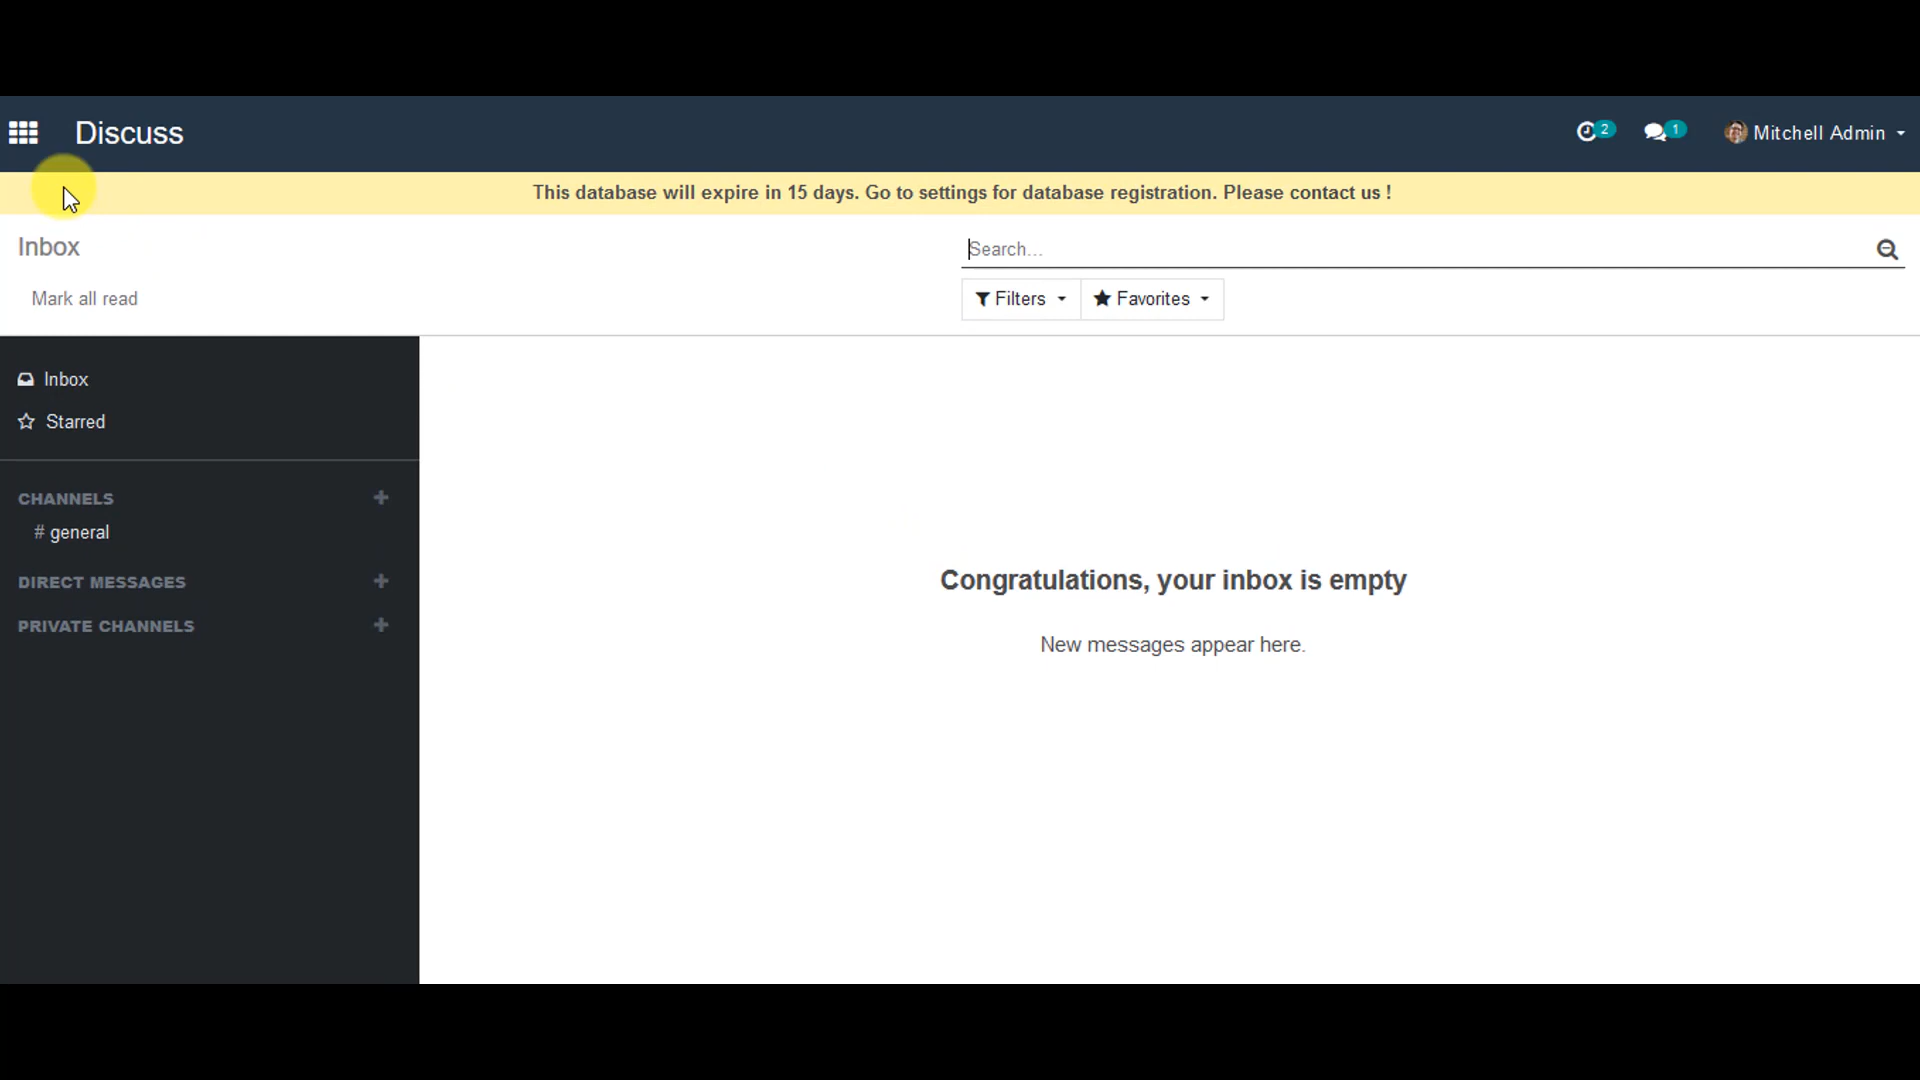 Discuss
2
1
Mitchell Admin
This database will expire in 15 days. Go to settings for database registration. Please contact us !
Inbox
Search...
Mark all read
Filters
Favorites
Inbox
Starred
CHANNELS
# general
DIRECT MESSAGES
PRIVATE CHANNELS
Congratulations, your inbox is empty
New messages appear here.